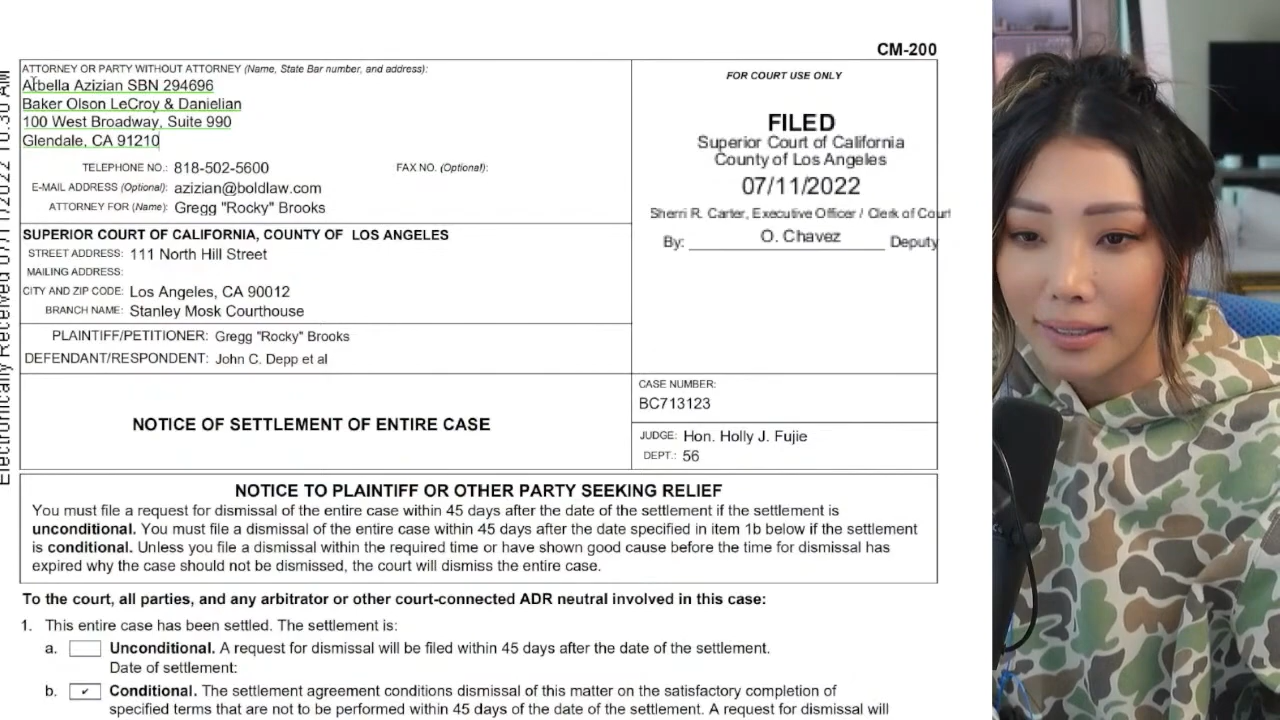 CM-200
ATTORNEY OR PARTY WITHOUT ATTORNEY (Name, State Bar number, and address):
Arbella Azizian SBN 294696
Baker Olson LeCroy & Danielian
100 West Broadway, Suite 990
Glendale, CA 91210
TELEPHONE NO.: 818-502-5600 FAX NO. (Optional):
E-MAIL ADDRESS (Optional): azizian@boldlaw.com
ATTORNEY FOR (Name): Gregg "Rocky" Brooks
FOR COURT USE ONLY
FILED
Superior Court of California
County of Los Angeles
07/11/2022
Sherri R. Carter, Executive Officer / Clerk of Court
By: O. Chavez Deputy
SUPERIOR COURT OF CALIFORNIA, COUNTY OF LOS ANGELES
STREET ADDRESS: 111 North Hill Street
MAILING ADDRESS:
CITY AND ZIP CODE: Los Angeles, CA 90012
BRANCH NAME: Stanley Mosk Courthouse
PLAINTIFF/PETITIONER: Gregg "Rocky" Brooks
DEFENDANT/RESPONDENT: John C. Depp et al
NOTICE OF SETTLEMENT OF ENTIRE CASE
CASE NUMBER:
BC713123
JUDGE: Hon. Holly J. Fujie
DEPT.: 56
NOTICE TO PLAINTIFF OR OTHER PARTY SEEKING RELIEF
You must file a request for dismissal of the entire case within 45 days after the date of the settlement if the settlement is
unconditional. You must file a dismissal of the entire case within 45 days after the date specified in item 1b below if the settlement
is conditional. Unless you file a dismissal within the required time or have shown good cause before the time for dismissal has
expired why the case should not be dismissed, the court will dismiss the entire case.
To the court, all parties, and any arbitrator or other court-connected ADR neutral involved in this case:
1. This entire case has been settled. The settlement is:
a. Unconditional. A request for dismissal will be filed within 45 days after the date of the settlement.
Date of settlement:
b. ✔ Conditional. The settlement agreement conditions dismissal of this matter on the satisfactory completion of
specified terms that are not to be performed within 45 days of the date of the settlement. A request for dismissal will
Electronically Received 07/11/2022 10:30 AM